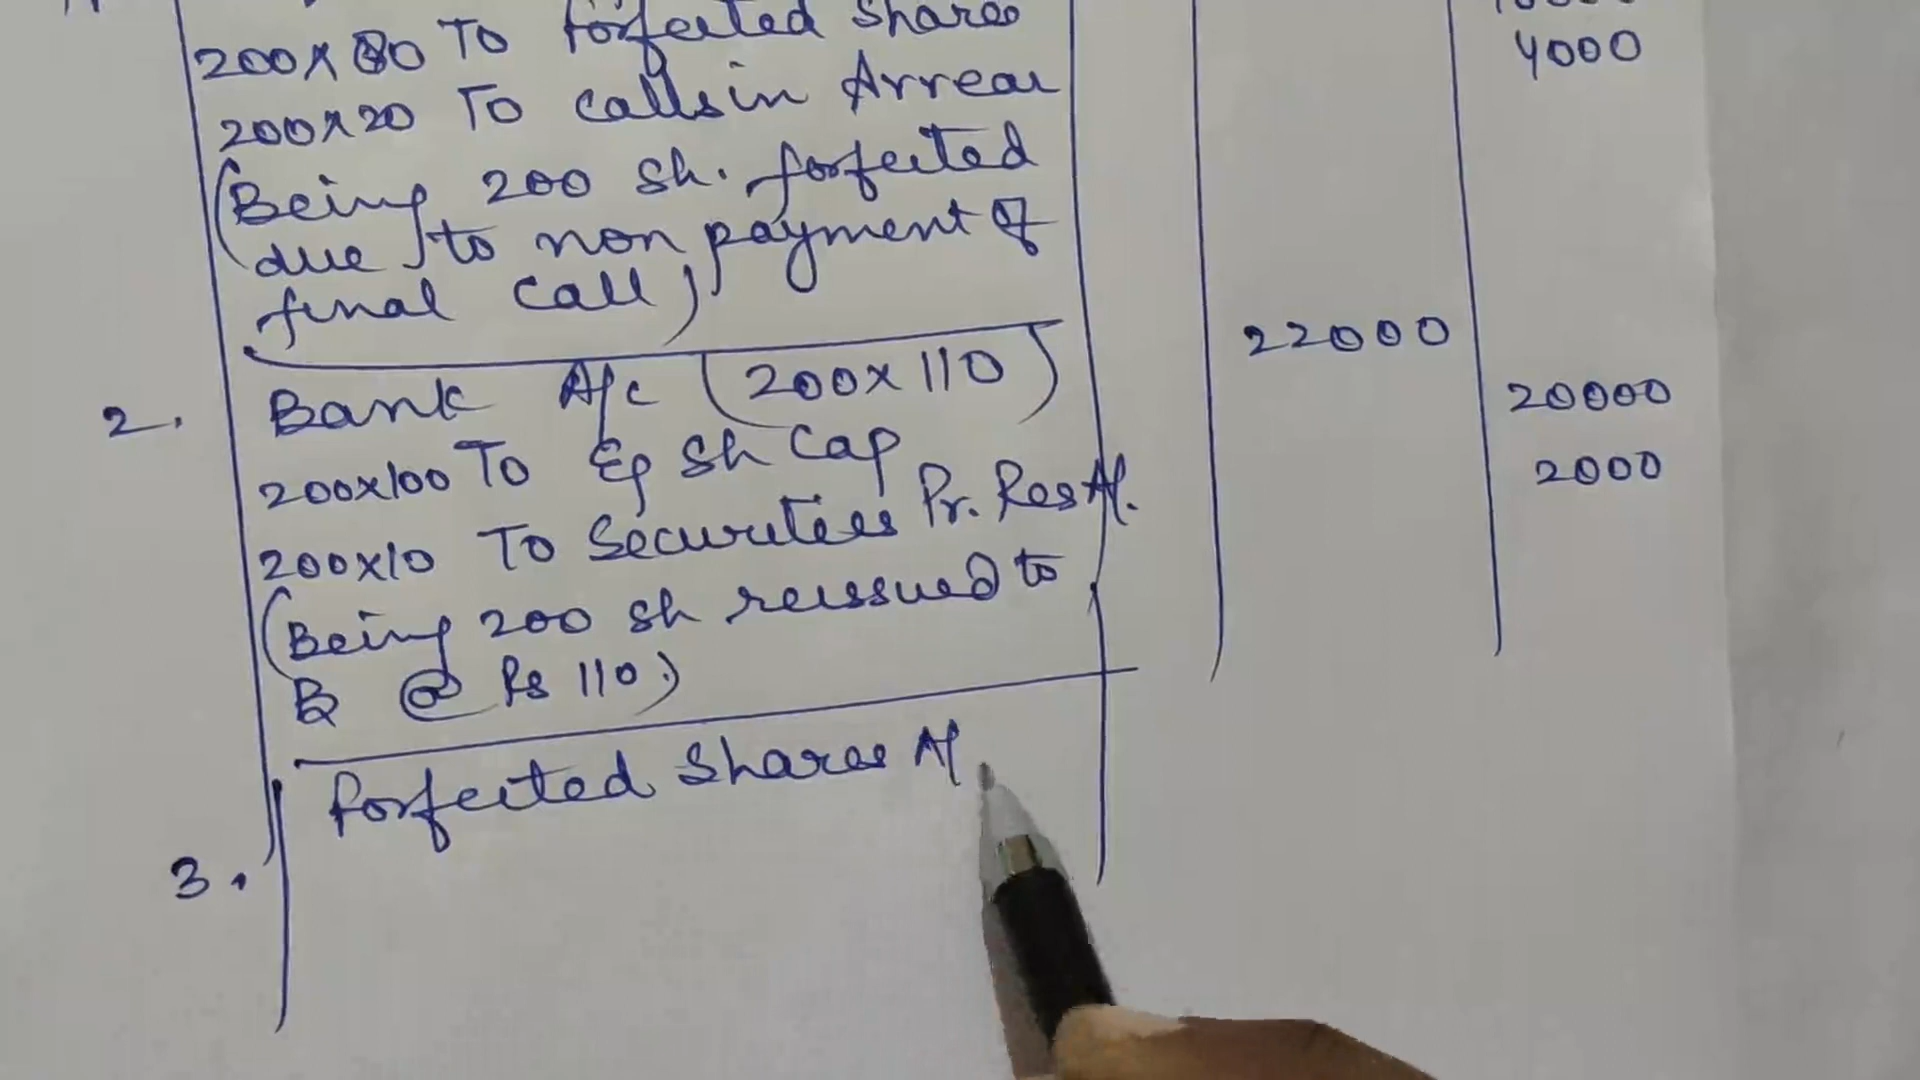 200x80 To forfeited Shares
4000
200x20 To calls in Arrear
(Being 200 sh. forfeited
due to non payment of
final call)
22000
2. Bank A/c (200x110)
20000
200x100 To Eq Sh Cap
2000
200x10 To Securities Pr. Res A/.
(Being 200 sh reissued to
B @ Rs 110.)
Forfeited Shares A/
3.